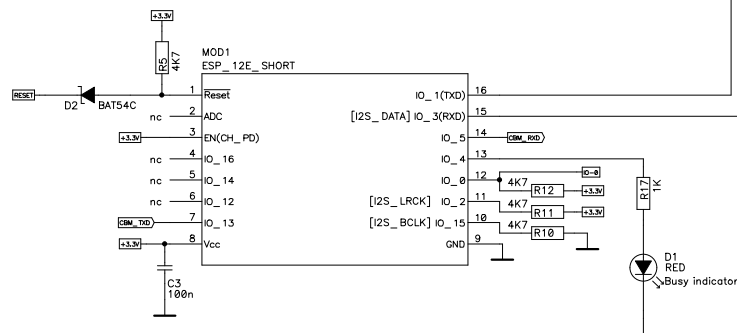 +3.3V
R5
4K7
MOD1
ESP_12E_SHORT
RESET
D2
BAT54C
1
Reset
2
nc
ADC
3
+3.3V
EN(CH_PD)
4
nc
IO_16
5
nc
IO_14
6
nc
IO_12
7
CBM_TXD
IO_13
8
+3.3V
Vcc
C3
100n
IO_1(TXD)
16
[I2S_DATA] IO_3(RXD)
15
IO_5
14
CBM_RXD
IO_4
13
IO_0
12
IO-0
4K7
R12
+3.3V
[I2S_LRCK] IO_2
11
4K7
R11
+3.3V
[I2S_BCLK] IO_15
10
4K7
R10
GND
9
R17
1K
D1
RED
Busy indicator